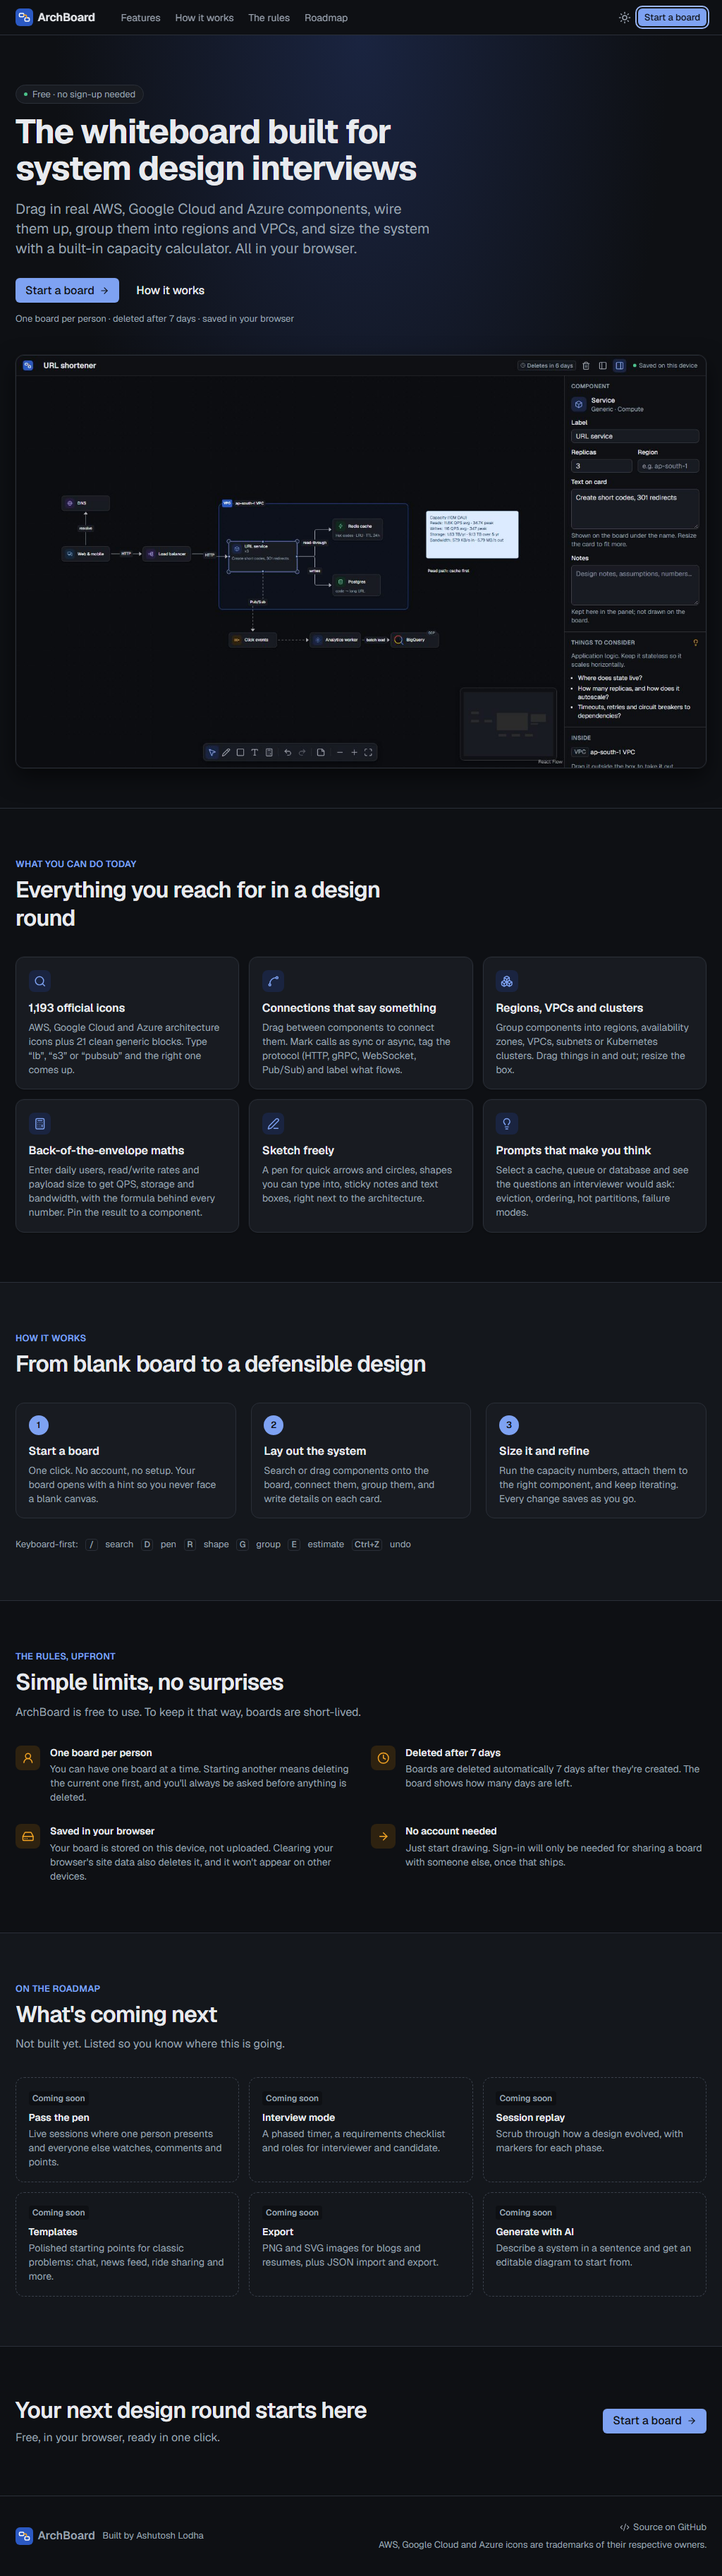 ArchBoard
Features
How it works
The rules
Roadmap
Start a board
Free · no sign-up needed
The whiteboard built for
system design interviews
Drag in real AWS, Google Cloud and Azure components, wire
them up, group them into regions and VPCs, and size the system
with a built-in capacity calculator. All in your browser.
Start a board →
How it works
One board per person · deleted after 7 days · saved in your browser
URL shortener
Deletes in 6 days
Saved on this device
DNS
resolve
Web & mobile
HTTP
Load balancer
HTTP
VPC
ap-south-1 VPC
URL service
Create short codes, 301 redirects
read-through
Redis cache
writes
Postgres
code → long URL
Pub/Sub
Click events
Analytics worker
batch load
BigQuery
Read path: cache first
React Flow
COMPONENT
Service
Generic · Compute
Label
URL service
Replicas
Region
3
e.g. ap-south-1
Text on card
Create short codes, 301 redirects
Shown on the board under the name. Resize
the card to fit more.
Notes
Design notes, assumptions, numbers...
Kept here in the panel; not drawn on the
board.
THINGS TO CONSIDER
Application logic. Keep it stateless so it
scales horizontally.
• Where does state live?
• How many replicas, and how does it
autoscale?
• Timeouts, retries and circuit breakers to
dependencies?
INSIDE
VPC ap-south-1 VPC
Drag it outside the box to take it out.
WHAT YOU CAN DO TODAY
Everything you reach for in a design
round
1,193 official icons
AWS, Google Cloud and Azure architecture
icons plus 21 clean generic blocks. Type
“lb”, “s3” or “pubsub” and the right one
comes up.
Connections that say something
Drag between components to connect
them. Mark calls as sync or async, tag the
protocol (HTTP, gRPC, WebSocket,
Pub/Sub) and label what flows.
Regions, VPCs and clusters
Group components into regions, availability
zones, VPCs, subnets or Kubernetes
clusters. Drag things in and out; resize the
box.
Back-of-the-envelope maths
Enter daily users, read/write rates and
payload size to get QPS, storage and
bandwidth, with the formula behind every
number. Pin the result to a component.
Sketch freely
A pen for quick arrows and circles, shapes
you can type into, sticky notes and text
boxes, right next to the architecture.
Prompts that make you think
Select a cache, queue or database and see
the questions an interviewer would ask:
eviction, ordering, hot partitions, failure
modes.
HOW IT WORKS
From blank board to a defensible design
1
Start a board
One click. No account, no setup. Your
board opens with a hint so you never face
a blank canvas.
2
Lay out the system
Search or drag components onto the
board, connect them, group them, and
write details on each card.
3
Size it and refine
Run the capacity numbers, attach them to
the right component, and keep iterating.
Every change saves as you go.
Keyboard-first: / search D pen R shape G group E estimate Ctrl+Z undo
THE RULES, UPFRONT
Simple limits, no surprises
ArchBoard is free to use. To keep it that way, boards are short-lived.
One board per person
You can have one board at a time. Starting another means deleting
the current one first, and you'll always be asked before anything is
deleted.
Deleted after 7 days
Boards are deleted automatically 7 days after they're created. The
board shows how many days are left.
Saved in your browser
Your board is stored on this device, not uploaded. Clearing your
browser's site data also deletes it, and it won't appear on other
devices.
No account needed
Just start drawing. Sign-in will only be needed for sharing a board
with someone else, once that ships.
ON THE ROADMAP
What's coming next
Not built yet. Listed so you know where this is going.
Coming soon
Pass the pen
Live sessions where one person presents
and everyone else watches, comments and
points.
Coming soon
Interview mode
A phased timer, a requirements checklist
and roles for interviewer and candidate.
Coming soon
Session replay
Scrub through how a design evolved, with
markers for each phase.
Coming soon
Templates
Polished starting points for classic
problems: chat, news feed, ride sharing and
more.
Coming soon
Export
PNG and SVG images for blogs and
resumes, plus JSON import and export.
Coming soon
Generate with AI
Describe a system in a sentence and get an
editable diagram to start from.
Your next design round starts here
Free, in your browser, ready in one click.
Start a board →
ArchBoard
Built by Ashutosh Lodha
Source on GitHub
AWS, Google Cloud and Azure icons are trademarks of their respective owners.